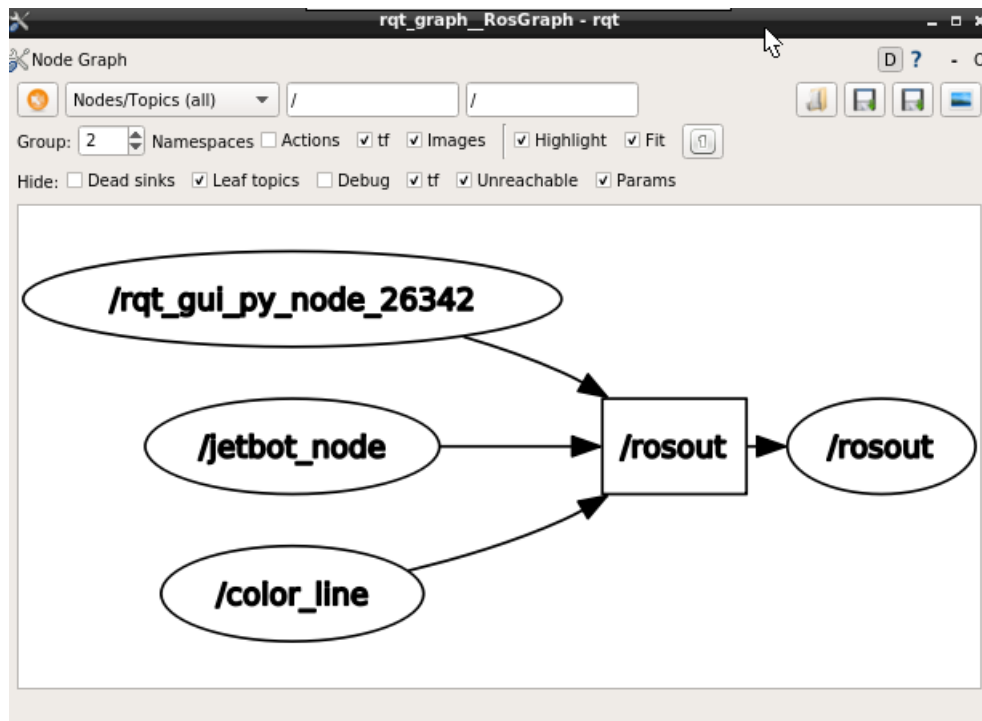 rqt_graph__RosGraph - rqt
Node Graph
D ? - O
Nodes/Topics (all) / /
Group: 2 Namespaces Actions tf Images Highlight Fit
Hide: Dead sinks Leaf topics Debug tf Unreachable Params
/rqt_gui_py_node_26342
/jetbot_node
/rosout
/rosout
/color_line